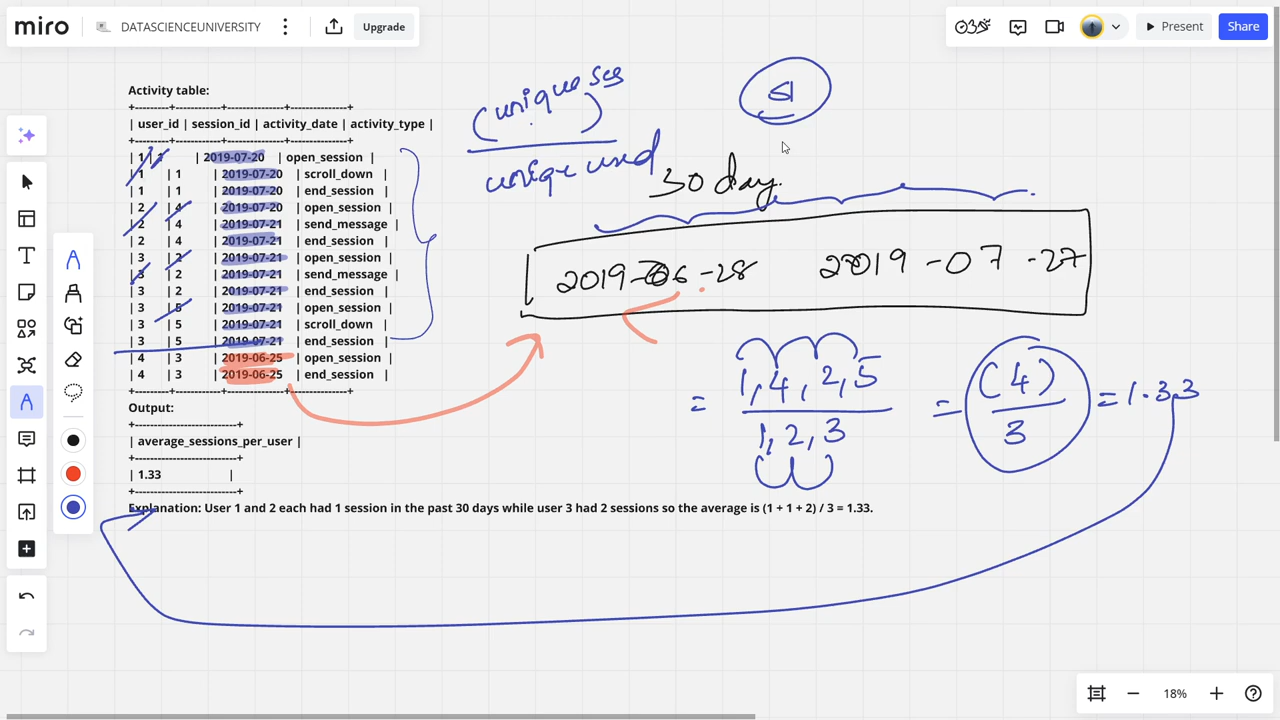 miro DATASCIENCEUNIVERSITY Upgrade Present Share
Activity table:
+--------+------------+---------------+---------------+
| user_id | session_id | activity_date | activity_type |
+--------+------------+---------------+---------------+
| 1 | 1 | 2019-07-20 | open_session |
| 1 | 1 | 2019-07-20 | scroll_down |
| 1 | 1 | 2019-07-20 | end_session |
| 2 | 4 | 2019-07-20 | open_session |
| 2 | 4 | 2019-07-21 | send_message |
| 2 | 4 | 2019-07-21 | end_session |
| 3 | 2 | 2019-07-21 | open_session |
| 3 | 2 | 2019-07-21 | send_message |
| 3 | 2 | 2019-07-21 | end_session |
| 3 | 5 | 2019-07-21 | open_session |
| 3 | 5 | 2019-07-21 | scroll_down |
| 3 | 5 | 2019-07-21 | end_session |
| 4 | 3 | 2019-06-25 | open_session |
| 4 | 3 | 2019-06-25 | end_session |
+--------+------------+---------------+---------------+
Output:
+---------------------------+
| average_sessions_per_user |
+---------------------------+
| 1.33 |
+---------------------------+
Explanation: User 1 and 2 each had 1 session in the past 30 days while user 3 had 2 sessions so the average is (1 + 1 + 2) / 3 = 1.33.
(unique ses)
unique used
30 day.
2019-06-28 2019-07-27
= 1, 4, 2, 5 = (4) = 1.33
1, 2, 3 3
18%